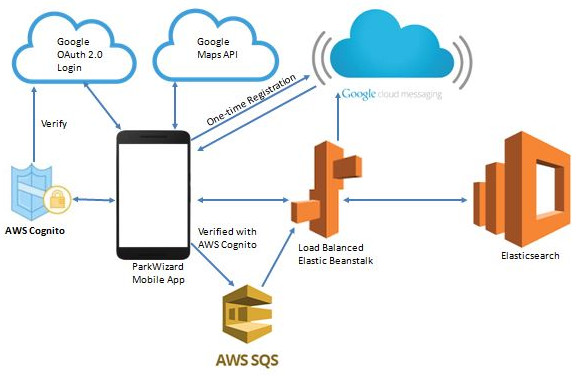 Google
OAuth 2.0
Login
Google
Maps API
One-time Registration
Google cloud messaging
Verify
AWS Cognito
Verified with
AWS Cognito
Load Balanced
Elastic Beanstalk
Elasticsearch
ParkWizard
Mobile App
AWS SQS